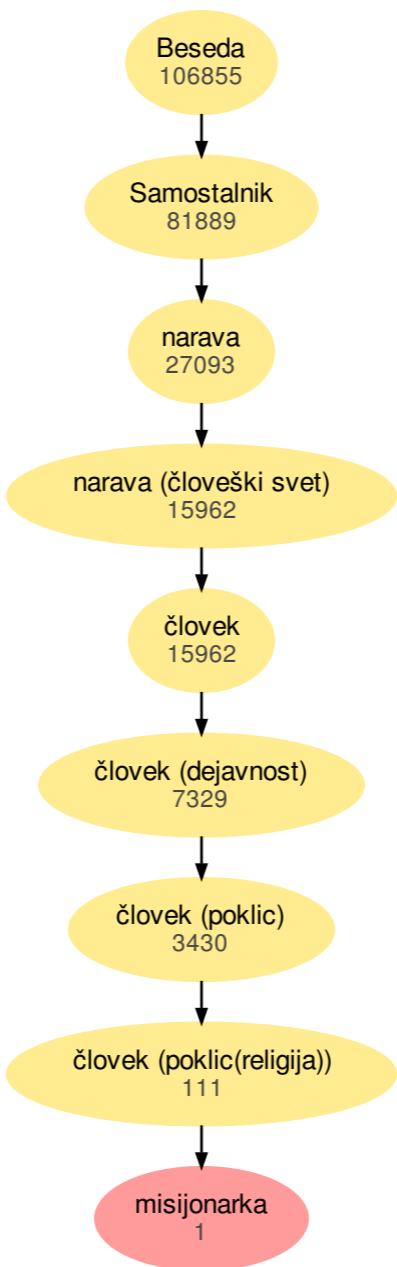 Beseda
106855
Samostalnik
81889
narava
27093
narava (človeški svet)
15962
človek
15962
človek (dejavnost)
7329
človek (poklic)
3430
človek (poklic(religija))
111
misijonarka
1